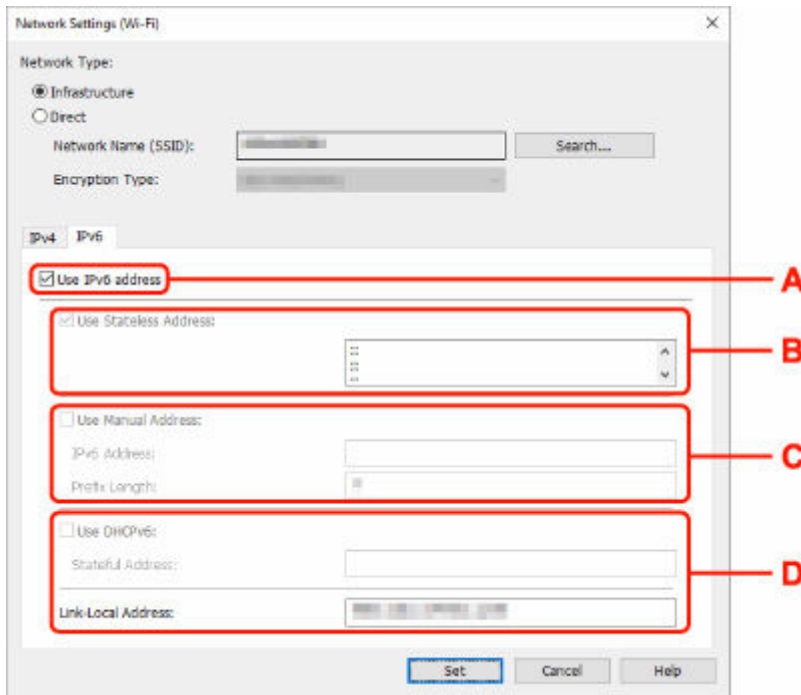 Network Settings (Wi-Fi)
Network Type:
Infrastructure
Direct
Network Name (SSID):
Search...
Encryption Type:
IPv4 IPv6
Use IPv6 address
A
Use Stateless Address:
::
::
::
B
Use Manual Address:
IPv6 Address:
Prefix Length:
C
Use DHCPv6:
Stateful Address:
Link-Local Address:
D
Set Cancel Help